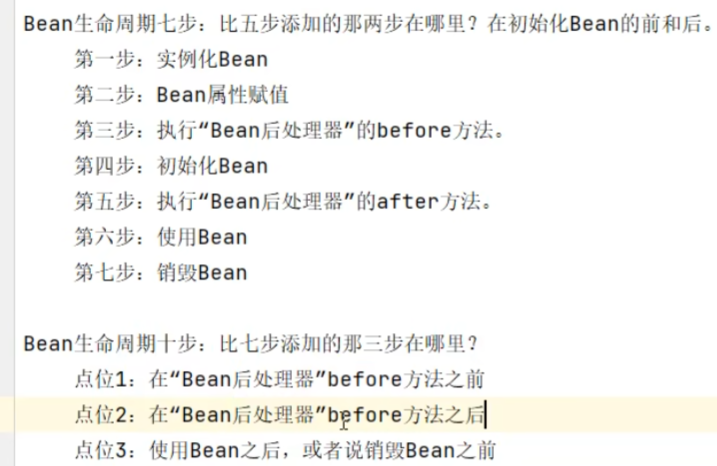 Bean生命周期七步：比五步添加的那两步在哪里？在初始化Bean的前和后。
第一步：实例化Bean
第二步：Bean属性赋值
第三步：执行“Bean后处理器”的before方法。
第四步：初始化Bean
第五步：执行“Bean后处理器”的after方法。
第六步：使用Bean
第七步：销毁Bean
Bean生命周期十步：比七步添加的那三步在哪里？
点位1：在“Bean后处理器”before方法之前
点位2：在“Bean后处理器”before方法之后
点位3：使用Bean之后，或者说销毁Bean之前